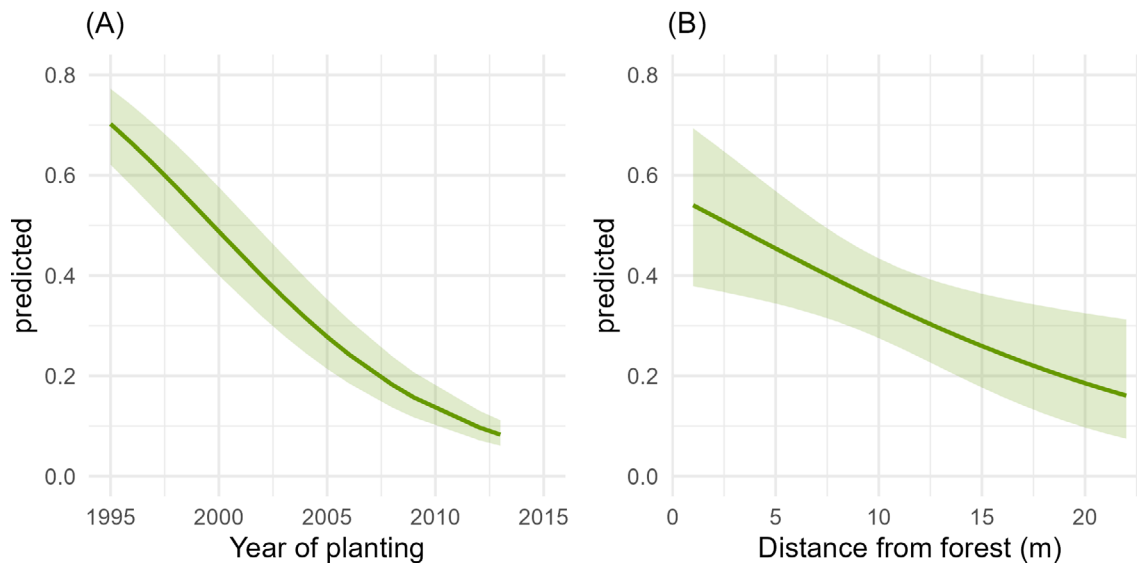 (A)
predicted
0.8
0.6
0.4
0.2
0.0
1995 2000 2005 2010 2015
Year of planting
(B)
predicted
0.8
0.6
0.4
0.2
0.0
0 5 10 15 20
Distance from forest (m)